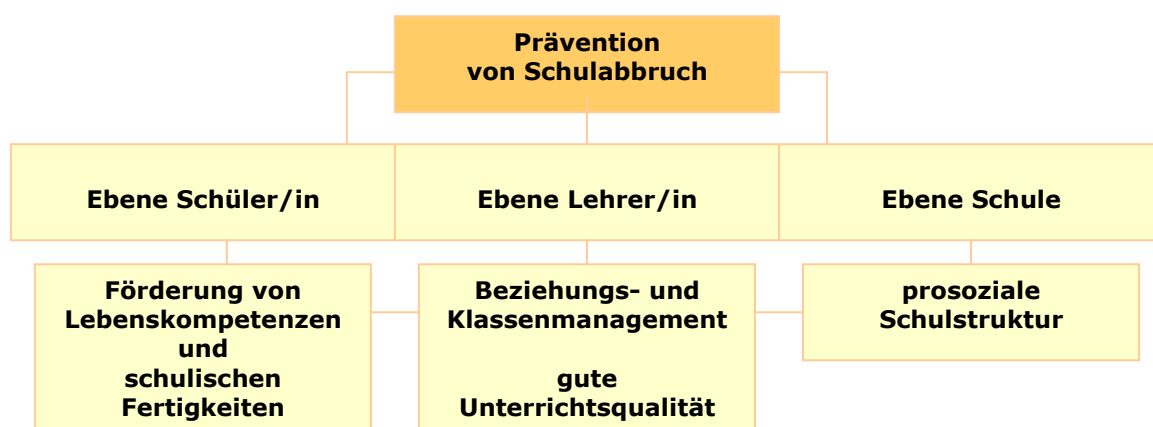 Prävention
von Schulabbruch
Ebene Schüler/in
Ebene Lehrer/in
Ebene Schule
Förderung von
Lebenskompetenzen
und
schulischen
Fertigkeiten
Beziehungs- und
Klassenmanagement
gute
Unterrichtsqualität
prosoziale
Schulstruktur